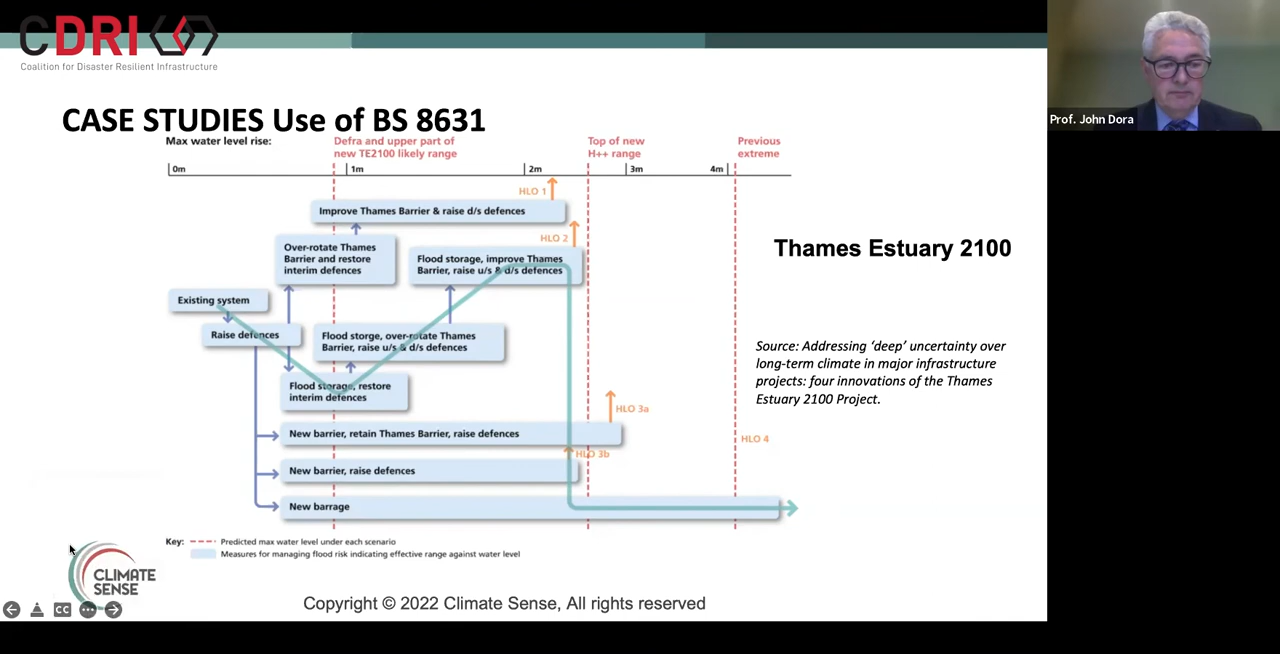 CDRI
Coalition for Disaster Resilient Infrastructure
Prof. John Dora
CASE STUDIES Use of BS 8631
Max water level rise:
Defra and upper part of
new TE2100 likely range
Top of new
H++ range
Previous
extreme
0m
1m
2m
3m
4m
HLO 1
Improve Thames Barrier & raise d/s defences
HLO 2
Over-rotate Thames
Barrier and restore
interim defences
Flood storage, improve Thames
Barrier, raise u/s & d/s defences
Thames Estuary 2100
Existing system
Raise defences
Flood storge, over-rotate Thames
Barrier, raise u/s & d/s defences
Flood storage, restore
interim defences
Source: Addressing ‘deep’ uncertainty over
long-term climate in major infrastructure
projects: four innovations of the Thames
Estuary 2100 Project.
HLO 3a
New barrier, retain Thames Barrier, raise defences
HLO 4
HLO 3b
New barrier, raise defences
New barrage
Key:
Predicted max water level under each scenario
Measures for managing flood risk indicating effective range against water level
CLIMATE
SENSE
CC
Copyright © 2022 Climate Sense, All rights reserved